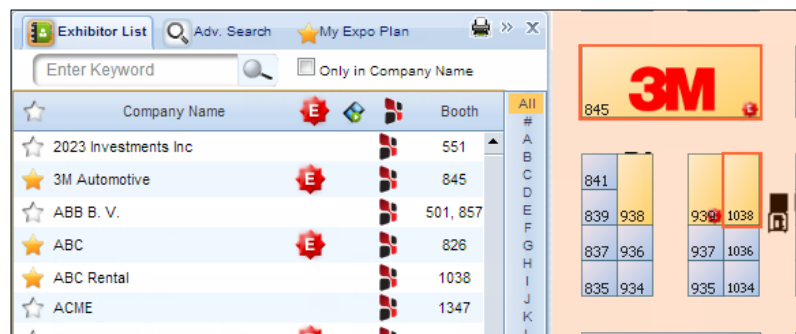 Exhibitor List Adv. Search My Expo Plan » X
Enter Keyword Only in Company Name
Company Name E Booth
2023 Investments Inc 551
3M Automotive E 845
ABB B. V. 501, 857
ABC E 826
ABC Rental 1038
ACME 1347
All
#
A
B
C
D
E
F
G
H
I
J
K
3M
845
841
839 938
837 936
835 934
939 1038
937 1036
935 1034